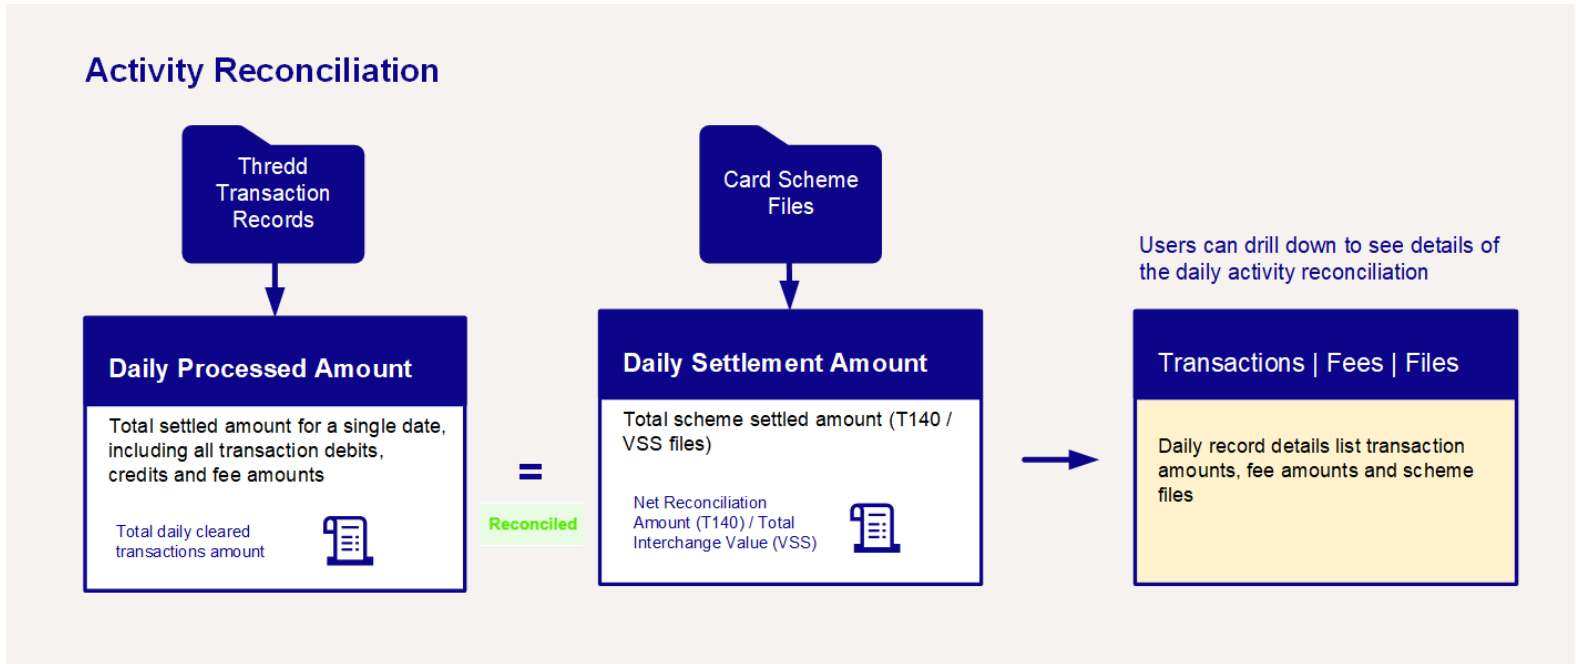 Activity Reconciliation
Thredd
Transaction
Records
Card Scheme
Files
Users can drill down to see details of
the daily activity reconciliation
Daily Processed Amount
Total settled amount for a single date,
including all transaction debits,
credits and fee amounts
Total daily cleared
transactions amount
=
Reconciled
Daily Settlement Amount
Total scheme settled amount (T140 /
VSS files)
Net Reconciliation
Amount (T140) / Total
Interchange Value (VSS)
Transactions | Fees | Files
Daily record details list transaction
amounts, fee amounts and scheme
files